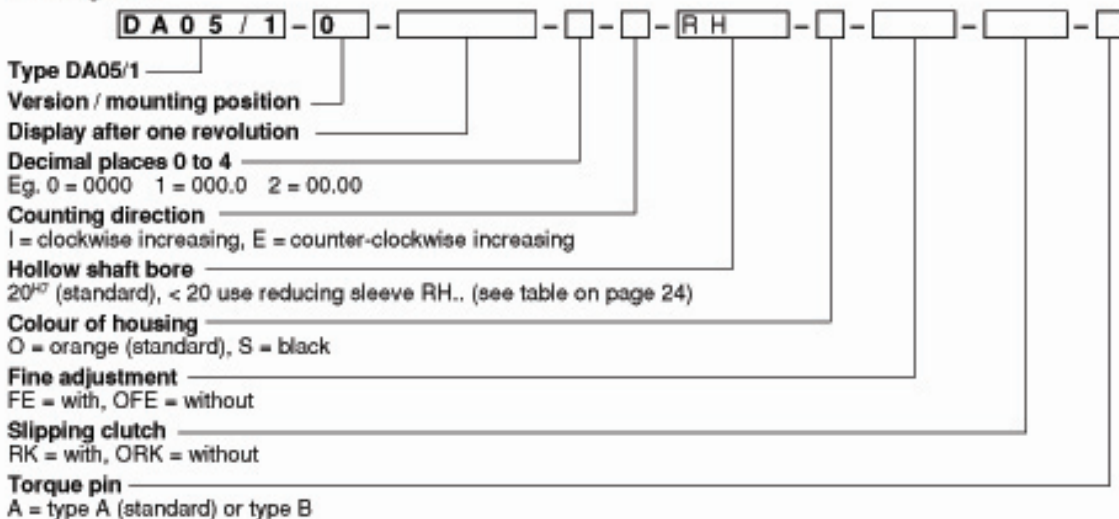 DA05/1 - 0 - - - - RH - - - -
Type DA05/1
Version / mounting position
Display after one revolution
Decimal places 0 to 4
Eg. 0 = 0000 1 = 000.0 2 = 00.00
Counting direction
I = clockwise increasing, E = counter-clockwise increasing
Hollow shaft bore
20H7 (standard), < 20 use reducing sleeve RH.. (see table on page 24)
Colour of housing
O = orange (standard), S = black
Fine adjustment
FE = with, OFE = without
Slipping clutch
RK = with, ORK = without
Torque pin
A = type A (standard) or type B